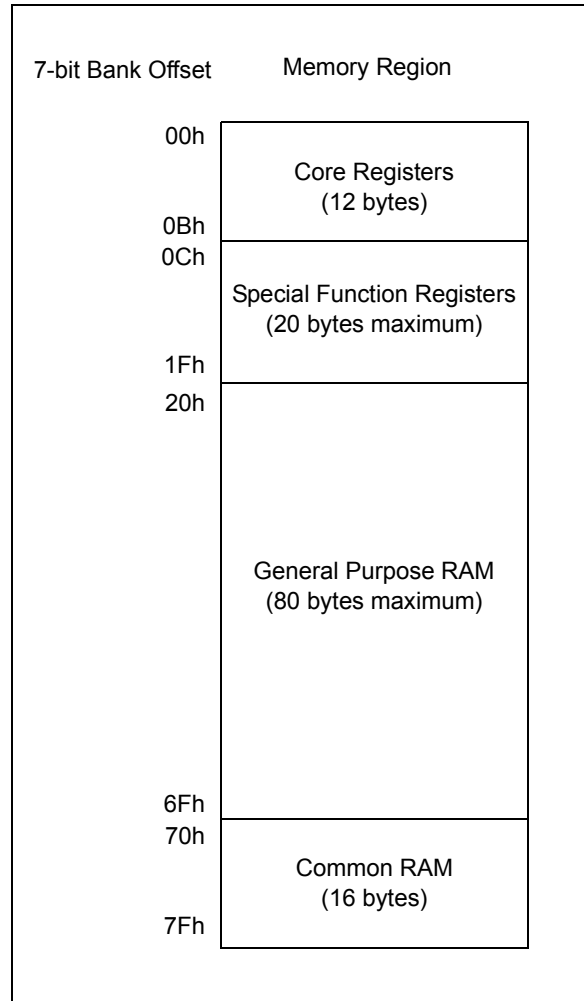 7-bit Bank Offset
Memory Region
00h
Core Registers
(12 bytes)
0Bh
0Ch
Special Function Registers
(20 bytes maximum)
1Fh
20h
General Purpose RAM
(80 bytes maximum)
6Fh
70h
Common RAM
(16 bytes)
7Fh